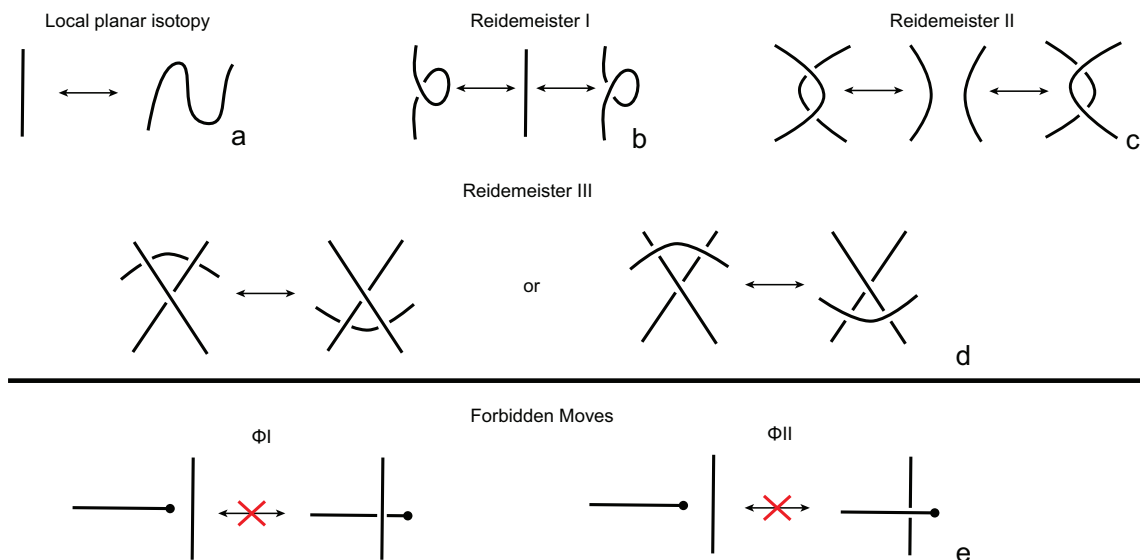 Local planar isotopy
Reidemeister I
Reidemeister II
a
b
c
Reidemeister III
or
d
Forbidden Moves
ΦI
ΦII
e